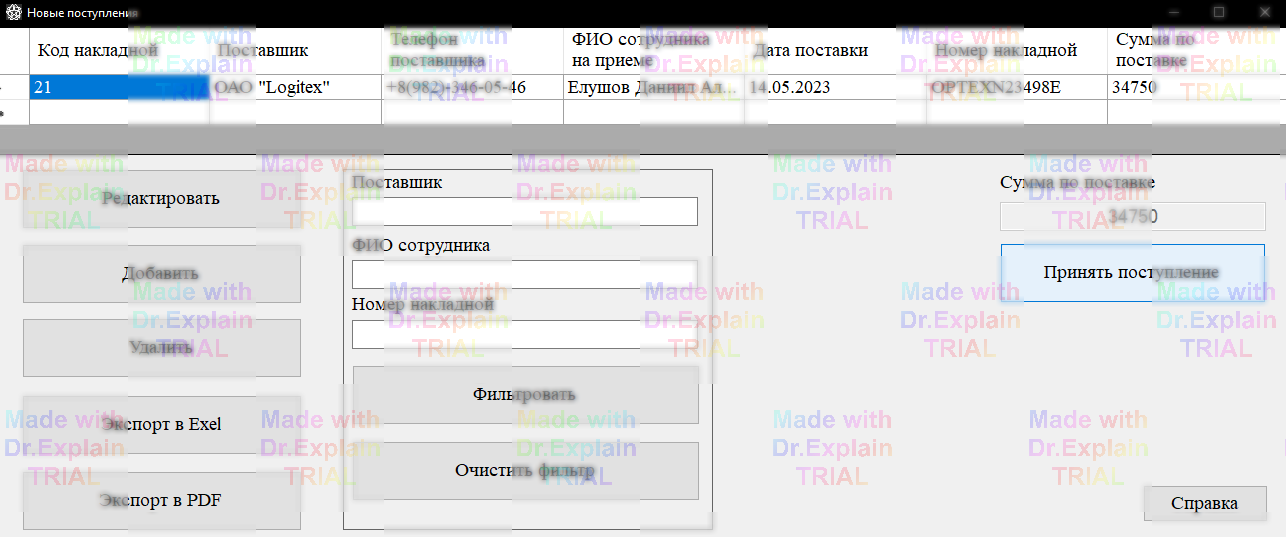 Новые поступления
Код накладной
Поставщик
Телефон
поставщика
ФИО сотрудника
на приеме
Дата поставки
Номер накладной
Сумма по
поставке
21
ОАО "Logitex"
+8(982)-346-05-46
Елушов Даниил Ал...
14.05.2023
OPTEXN23498E
34750
Редактировать
Добавить
Удалить
Экспорт в Exel
Экспорт в PDF
Поставщик
ФИО сотрудника
Номер накладной
Фильтровать
Очистить фильтр
Сумма по поставке
34750
Принять поступление
Справка
Made with
Dr.Explain
TRIAL